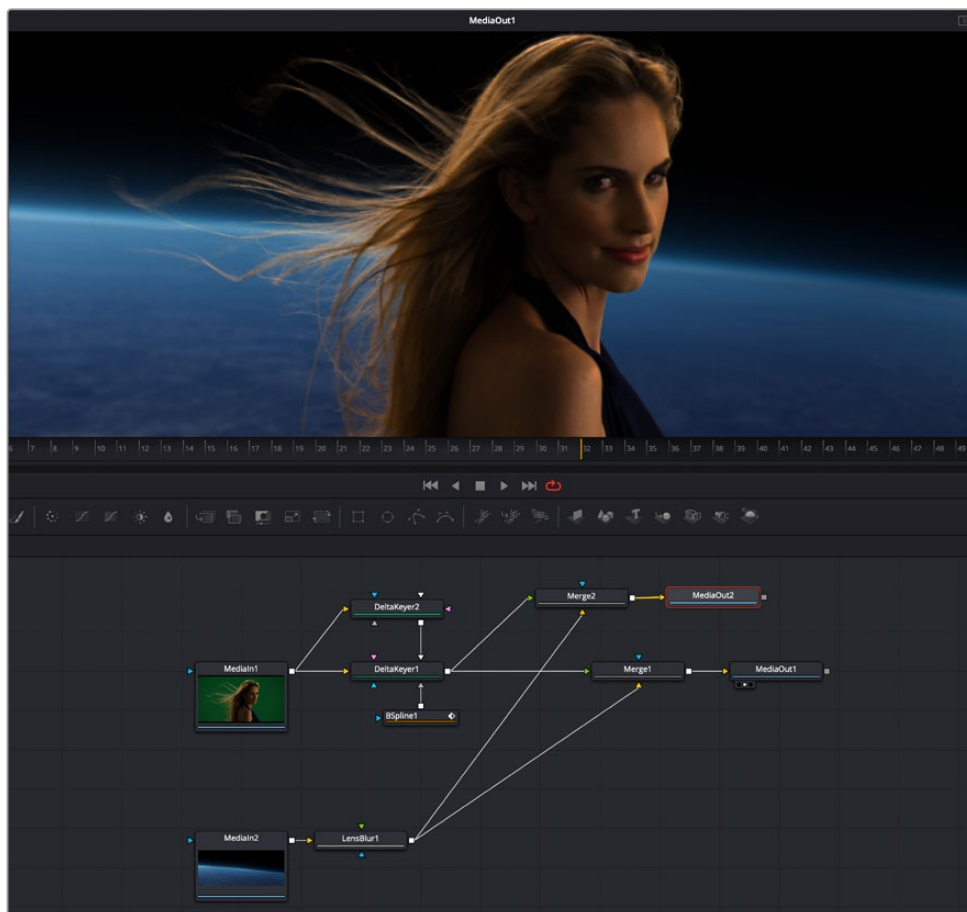 MediaOut1
6 7 8 9 10 11 12 13 14 15 16 17 18 19 20 21 22 23 24 25 26 27 28 29 30 31 32 33 34 35 36 37 38 39 40 41 42 43 44 45 46 47 48 49
DeltaKeyer2
Merge2
MediaOut2
MediaIn1
DeltaKeyer1
Merge1
MediaOut1
BSpline1
MediaIn2
LensBlur1